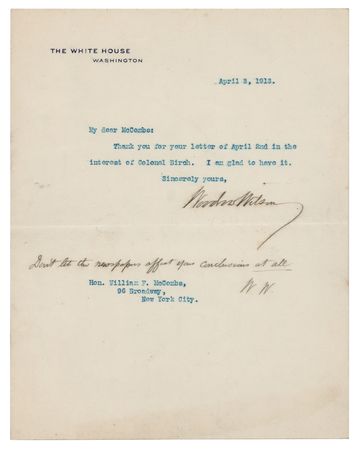 THE WHITE HOUSE
WASHINGTON
April 3, 1913.
My dear McCombs:
Thank you for your letter of April 2nd in the
interest of Colonel Birch. I am glad to have it.
Sincerely yours,
Woodrow Wilson
Don't let the newspapers affect your conclusions at all
W. W.
Hon. William F. McCombs,
96 Broadway,
New York City.